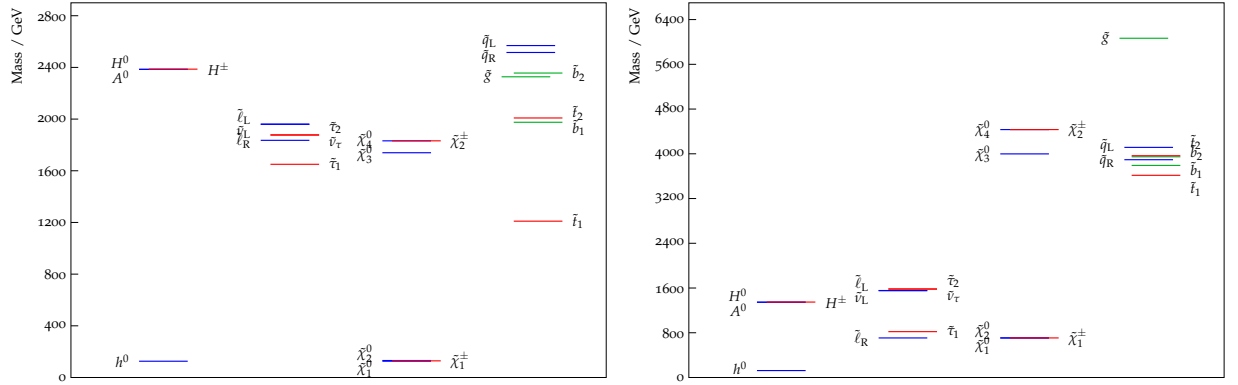 Mass / GeV
2800
2400
2000
1600
1200
800
400
0
H⁰
A⁰
H±
h⁰
ℓ̃L
ν̃L
ℓ̃R
τ̃2
ν̃τ
τ̃1
χ̃⁰4
χ̃⁰3
χ̃±2
χ̃⁰2
χ̃⁰1
χ̃±1
q̃L
q̃R
g̃
b̃2
t̃2
b̃1
t̃1
Mass / GeV
6400
5600
4800
4000
3200
2400
1600
800
0
H⁰
A⁰
H±
h⁰
ℓ̃L
ν̃L
ℓ̃R
τ̃2
ν̃τ
τ̃1
χ̃⁰4
χ̃⁰3
χ̃±2
χ̃⁰2
χ̃⁰1
χ̃±1
g̃
q̃L
q̃R
t̃2
b̃2
b̃1
t̃1